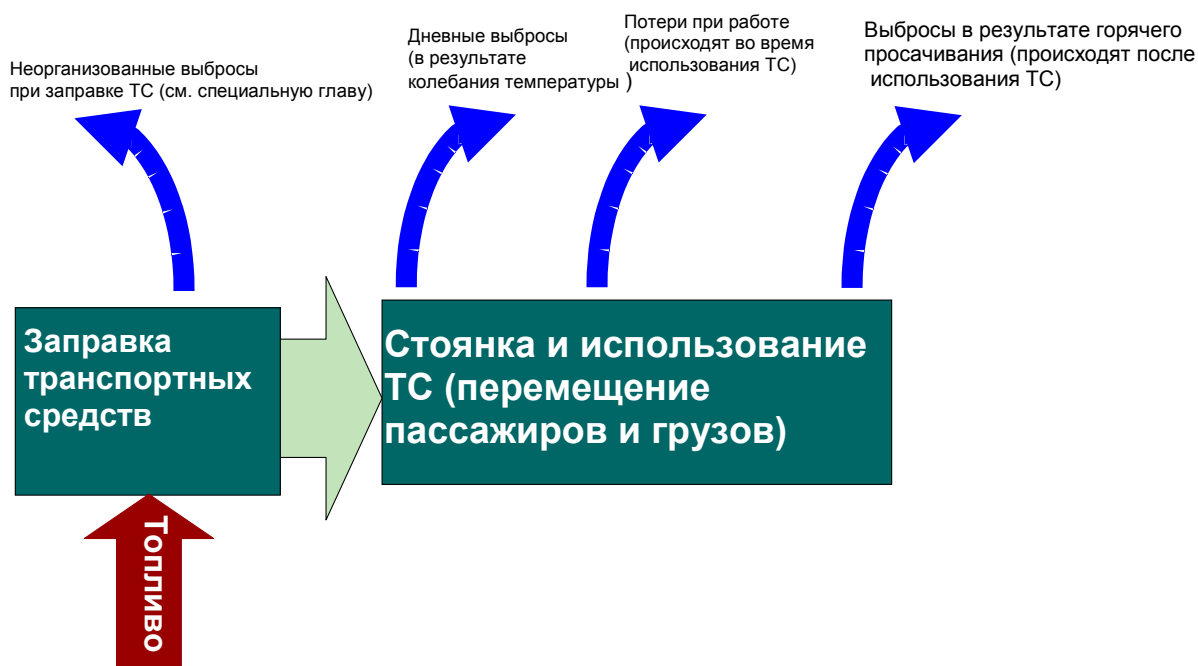 Неорганизованные выбросы
при заправке ТС (см. специальную главу)
Дневные выбросы
(в результате
колебания температуры )
Потери при работе
(происходят во время
использования ТС)
Выбросы в результате горячего
просачивания (происходят после
использования ТС)
Заправка
транспортных
средств
Стоянка и использование
ТС (перемещение
пассажиров и грузов)
Топливо